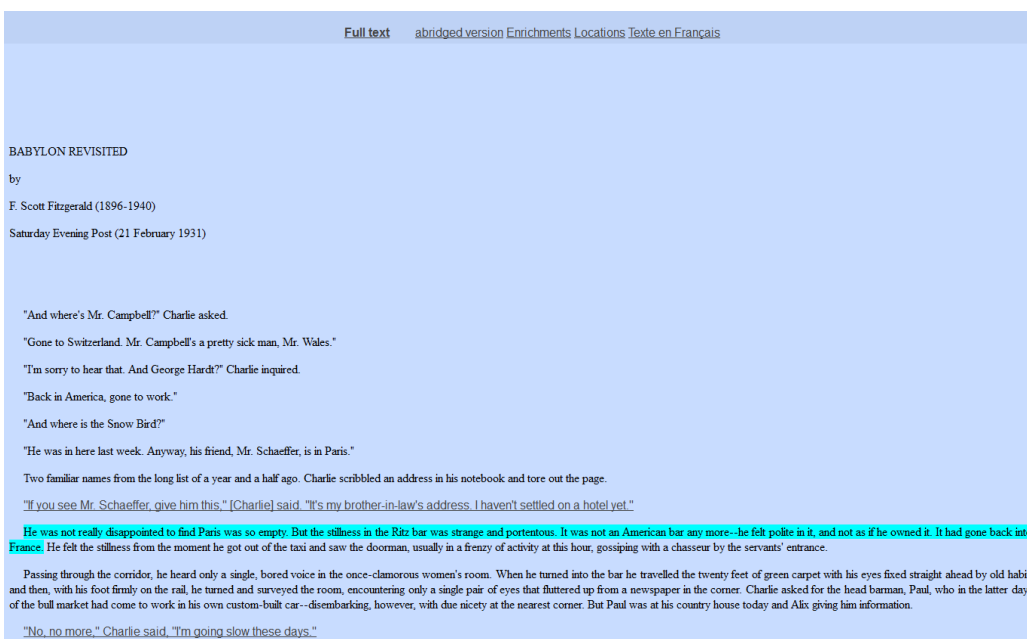 Full text abridged version Enrichments Locations Texte en Français
BABYLON REVISITED
by
F. Scott Fitzgerald (1896-1940)
Saturday Evening Post (21 February 1931)
"And where's Mr. Campbell?" Charlie asked.
"Gone to Switzerland. Mr. Campbell's a pretty sick man, Mr. Wales."
"I'm sorry to hear that. And George Hardt?" Charlie inquired.
"Back in America, gone to work."
"And where is the Snow Bird?"
"He was in here last week. Anyway, his friend, Mr. Schaeffer, is in Paris."
Two familiar names from the long list of a year and a half ago. Charlie scribbled an address in his notebook and tore out the page.
"If you see Mr. Schaeffer, give him this," [Charlie] said. "It's my brother-in-law's address. I haven't settled on a hotel yet."
He was not really disappointed to find Paris was so empty. But the stillness in the Ritz bar was strange and portentous. It was not an American bar any more--he felt polite in it, and not as if he owned it. It had gone back into
France. He felt the stillness from the moment he got out of the taxi and saw the doorman, usually in a frenzy of activity at this hour, gossiping with a chasseur by the servants' entrance.
Passing through the corridor, he heard only a single, bored voice in the once-clamorous women's room. When he turned into the bar he travelled the twenty feet of green carpet with his eyes fixed straight ahead by old habi
and then, with his foot firmly on the rail, he turned and surveyed the room, encountering only a single pair of eyes that fluttered up from a newspaper in the corner. Charlie asked for the head barman, Paul, who in the latter day
of the bull market had come to work in his own custom-built car--disembarking, however, with due nicety at the nearest corner. But Paul was at his country house today and Alix giving him information.
"No, no more," Charlie said, "I'm going slow these days."